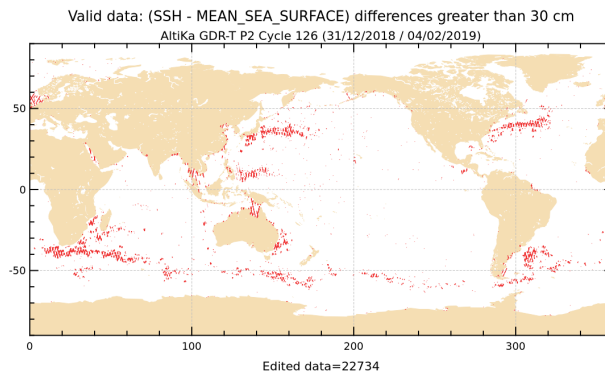 Valid data: (SSH - MEAN_SEA_SURFACE) differences greater than 30 cm
AltiKa GDR-T P2 Cycle 126 (31/12/2018 / 04/02/2019)
50
0
-50
0
100
200
300
Edited data=22734